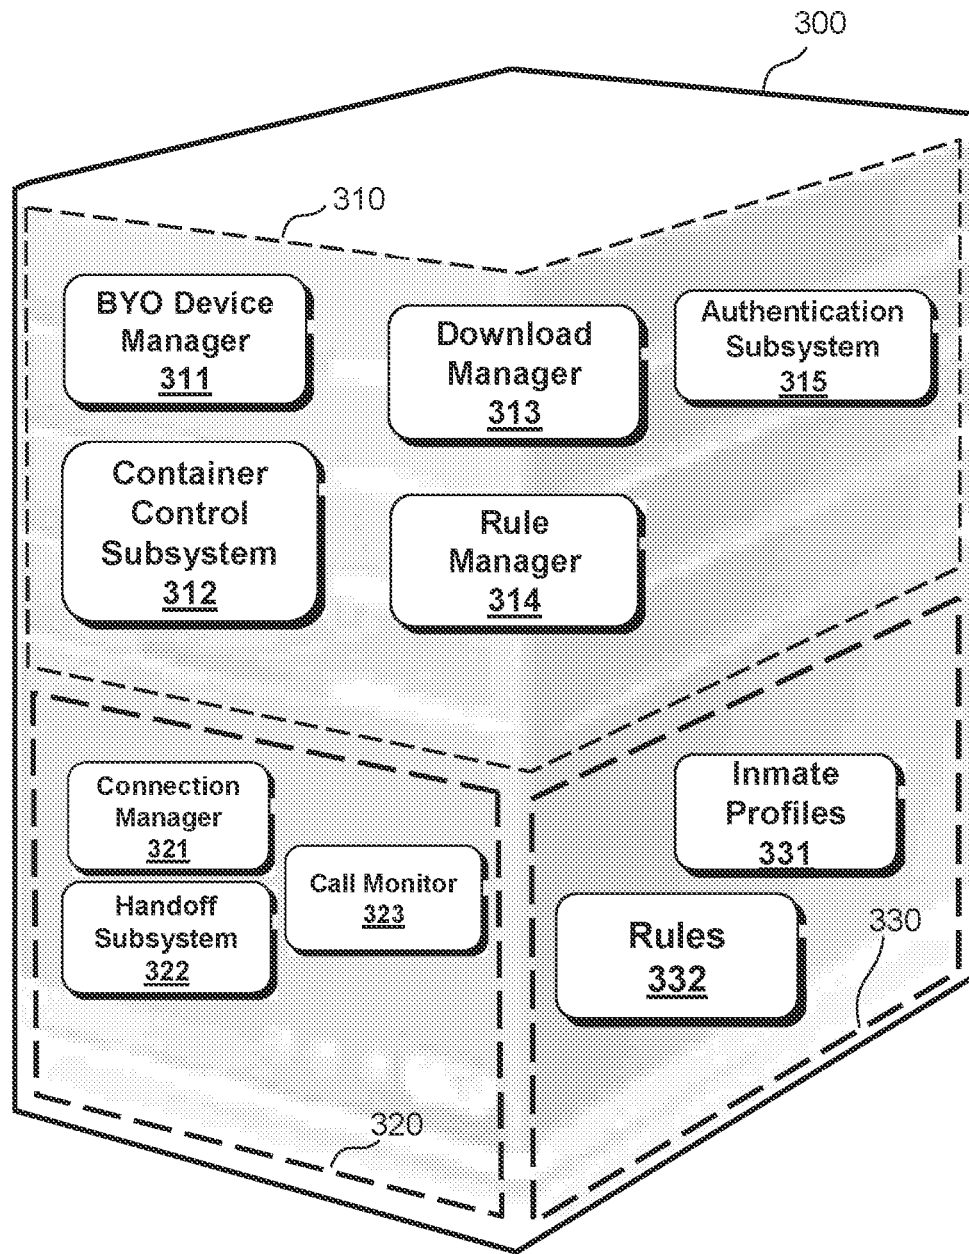 300
310
BYO Device
Manager
311
Download
Manager
313
Authentication
Subsystem
315
Container
Control
Subsystem
312
Rule
Manager
314
Connection
Manager
321
Handoff
Subsystem
322
Call Monitor
323
Inmate
Profiles
331
Rules
332
330
320